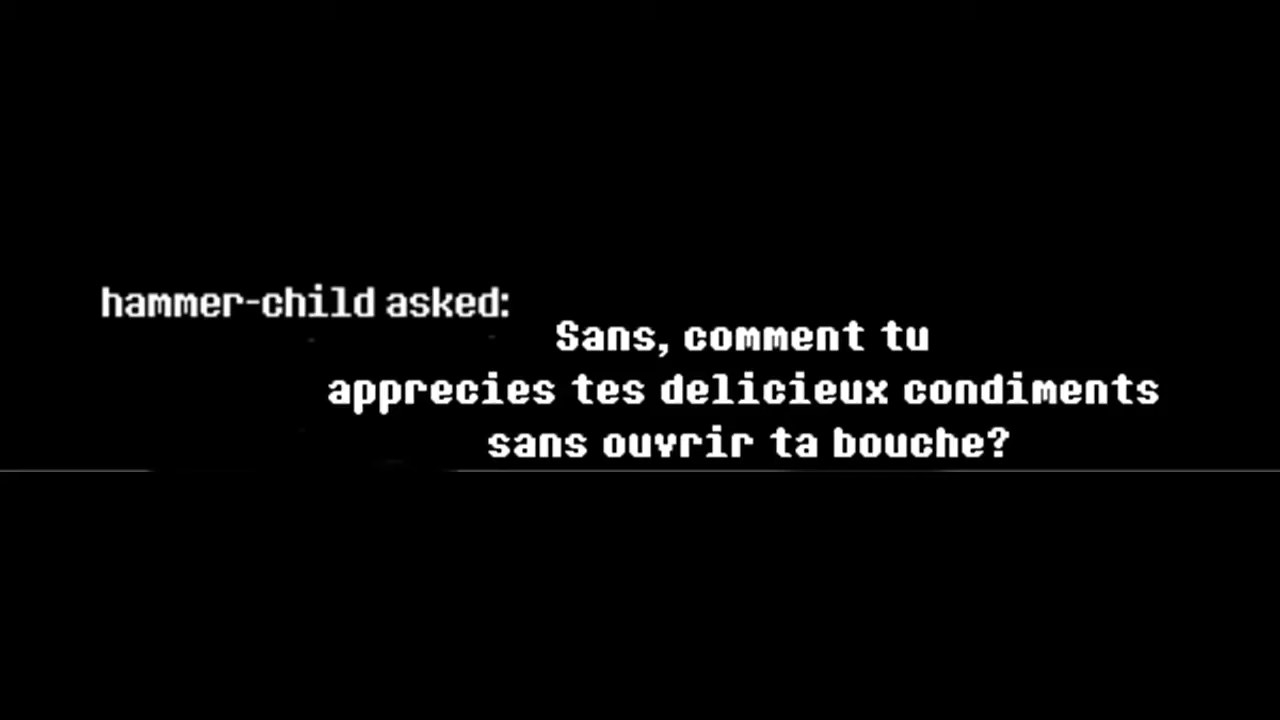 hammer-child asked:
Sans, comment tu
apprecies tes delicieux condiments
sans ouvrir ta bouche?